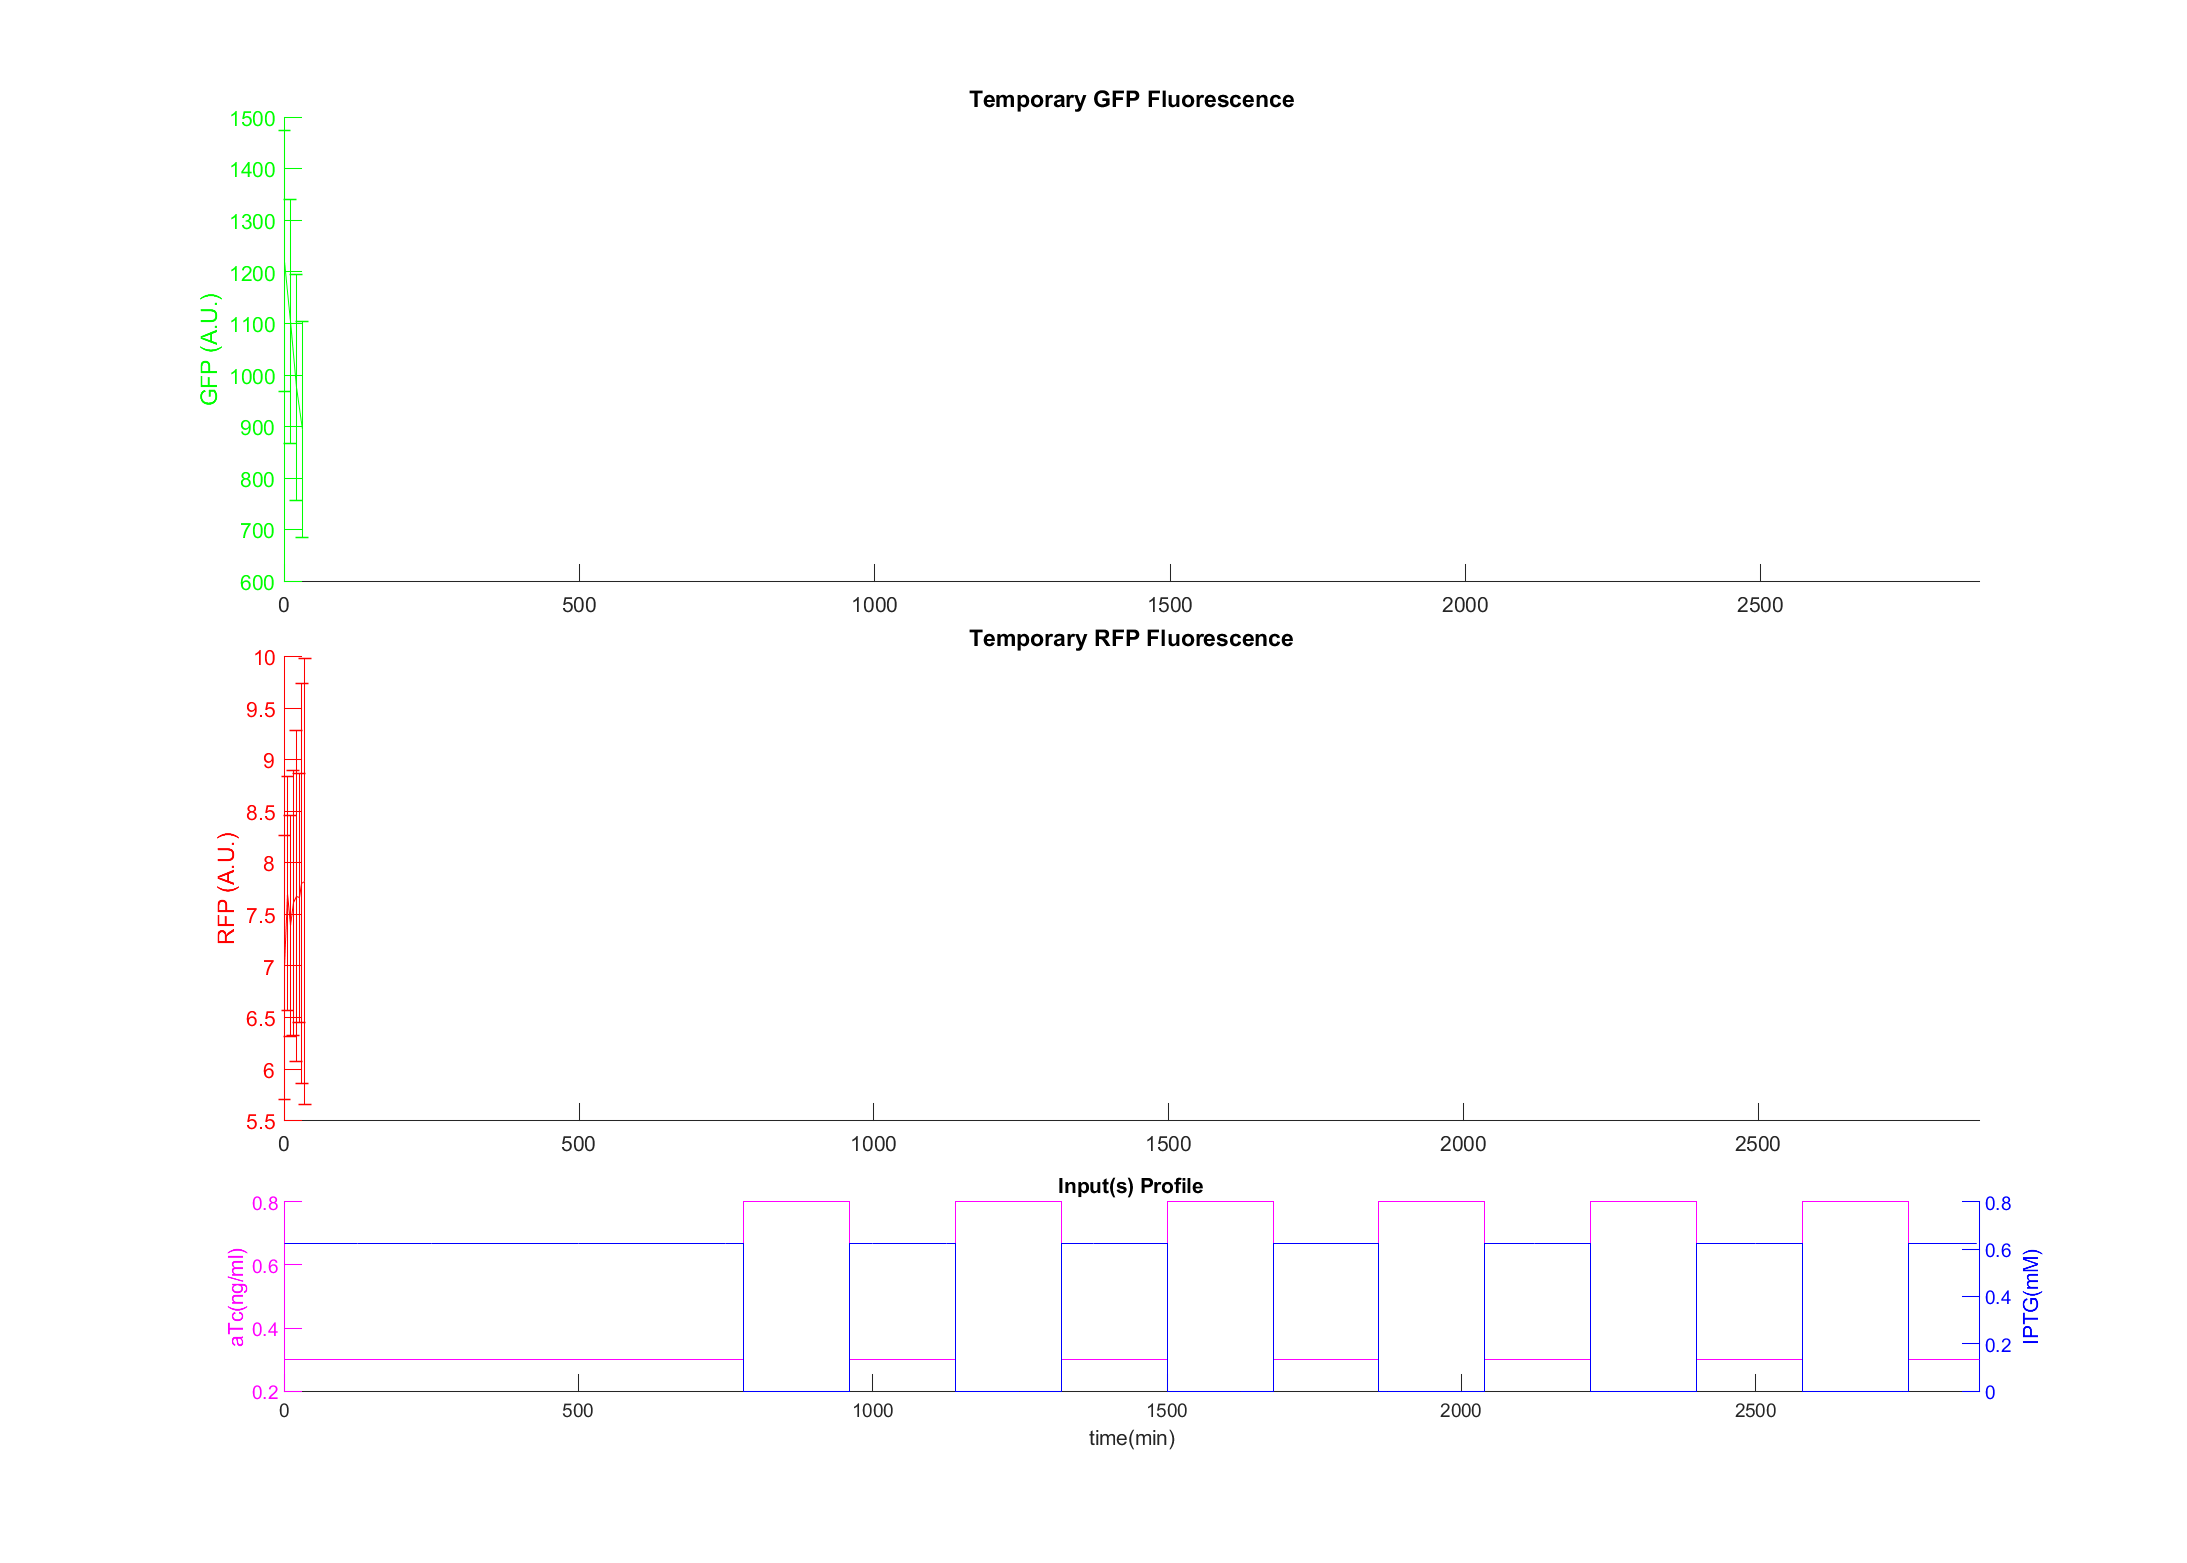 Temporary GFP Fluorescence
1500
1400
1300
1200
1100
1000
900
800
700
600
GFP (A.U.)
0 500 1000 1500 2000 2500
Temporary RFP Fluorescence
10
9.5
9
8.5
8
7.5
7
6.5
6
5.5
RFP (A.U.)
0 500 1000 1500 2000 2500
Input(s) Profile
0.8
0.6
0.4
0.2
aTc(ng/ml)
0.8
0.6
0.4
0.2
0
IPTG(mM)
0 500 1000 1500 2000 2500
time(min)